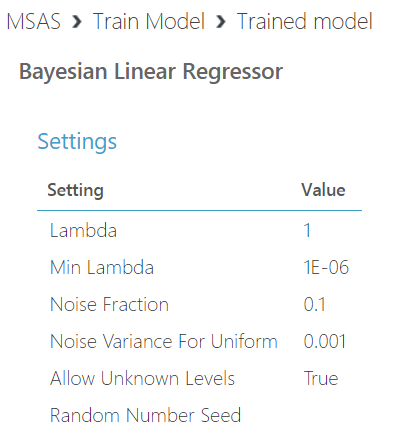 MSAS > Train Model > Trained model
Bayesian Linear Regressor
Settings
Setting Value
Lambda 1
Min Lambda 1E-06
Noise Fraction 0.1
Noise Variance For Uniform 0.001
Allow Unknown Levels True
Random Number Seed